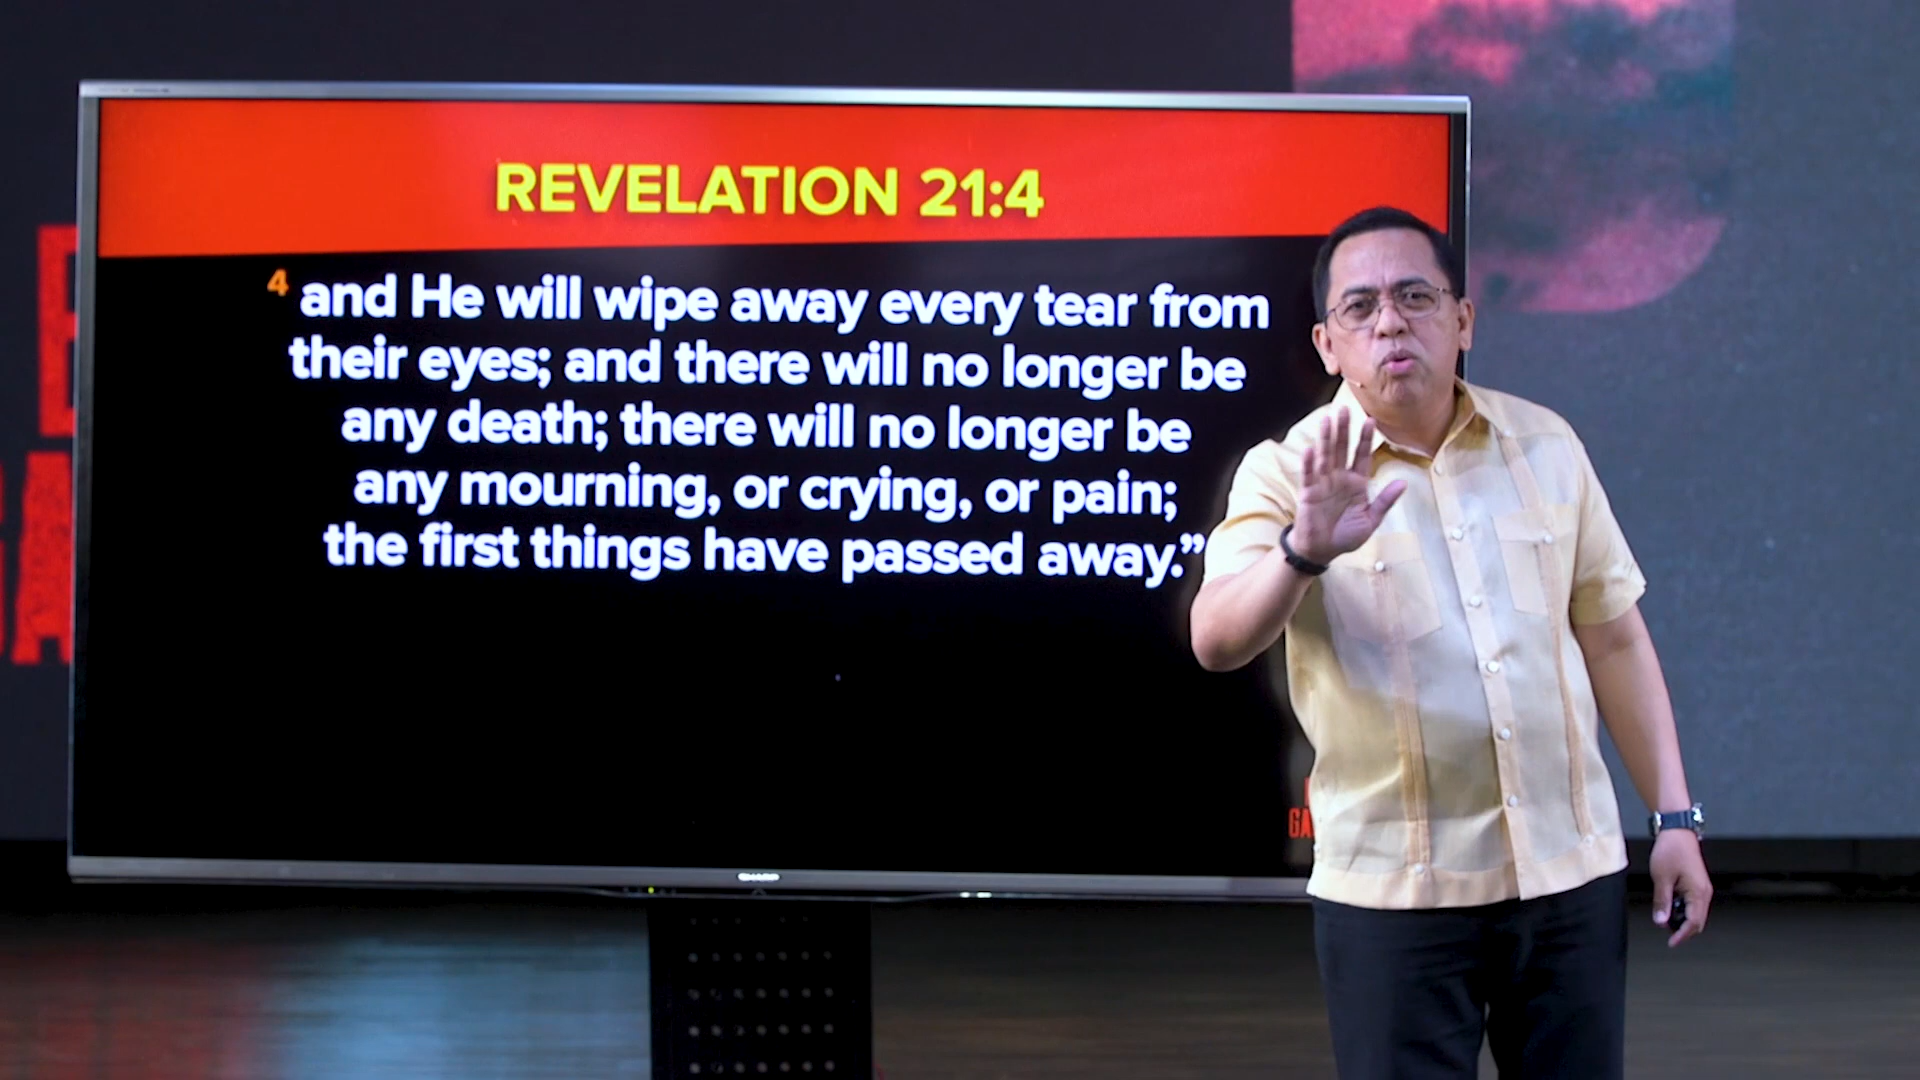 REVELATION 21:4
4 and He will wipe away every tear from
their eyes; and there will no longer be
any death; there will no longer be
any mourning, or crying, or pain;
the first things have passed away.”
SHARP